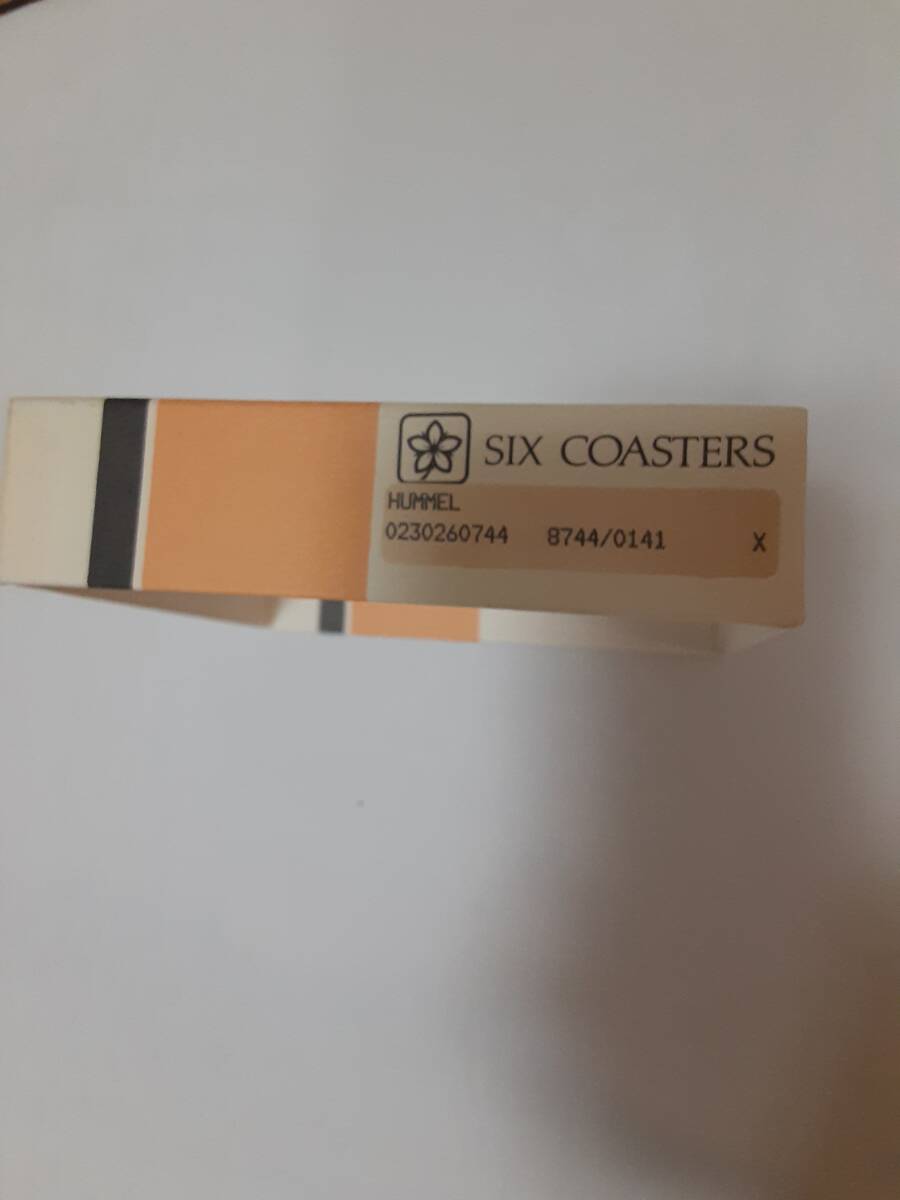 SIX COASTERS
HUMMEL
0230260744 8744/0141 X